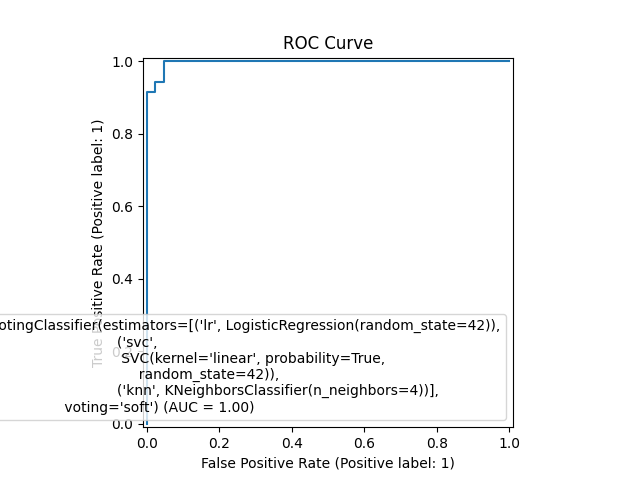 ROC Curve
1.0
0.8
0.6
0.4
0.0
True Positive Rate (Positive label: 1)
otingClassifier(estimators=[('lr', LogisticRegression(random_state=42)),
('svc',
SVC(kernel='linear', probability=True,
random_state=42)),
('knn', KNeighborsClassifier(n_neighbors=4))],
voting='soft') (AUC = 1.00)
0.0 0.2 0.4 0.6 0.8 1.0
False Positive Rate (Positive label: 1)